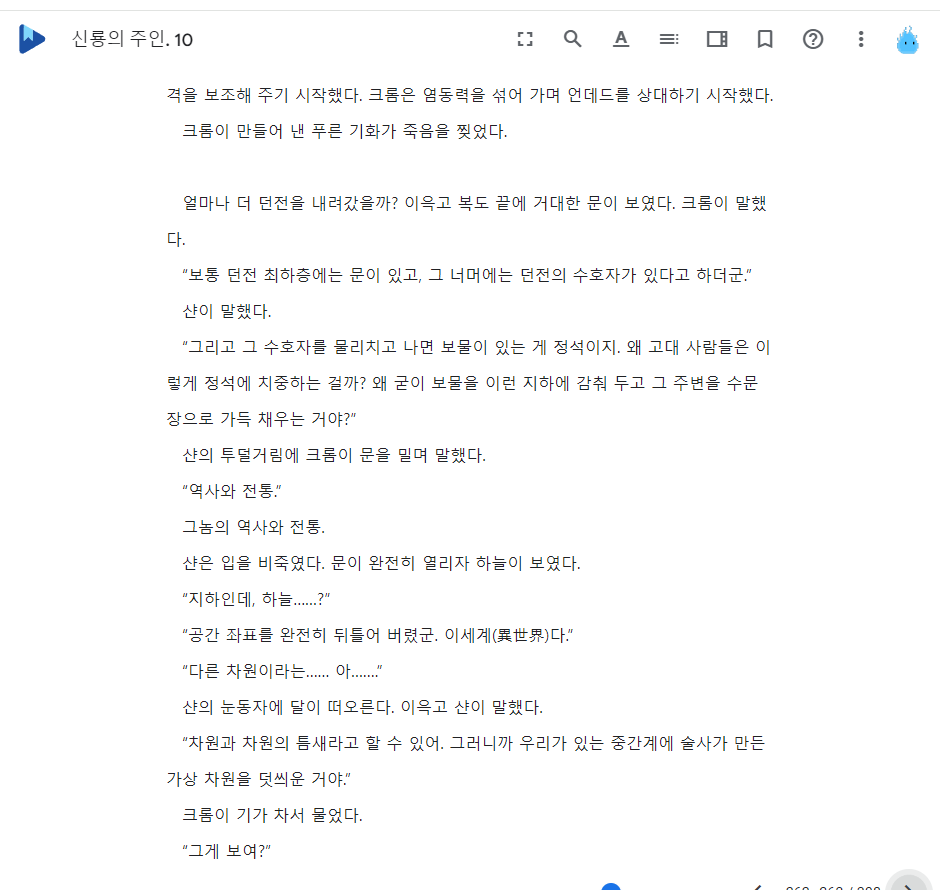 신룡의 주인. 10
격을 보조해 주기 시작했다. 크롬은 염동력을 섞어 가며 언데드를 상대하기 시작했다.
크롬이 만들어 낸 푸른 기화가 죽음을 찢었다.
얼마나 더 던전을 내려갔을까? 이윽고 복도 끝에 거대한 문이 보였다. 크롬이 말했
다.
“보통 던전 최하층에는 문이 있고, 그 너머에는 던전의 수호자가 있다고 하더군.”
샨이 말했다.
“그리고 그 수호자를 물리치고 나면 보물이 있는 게 정석이지. 왜 고대 사람들은 이
렇게 정석에 치중하는 걸까? 왜 굳이 보물을 이런 지하에 감춰 두고 그 주변을 수문
장으로 가득 채우는 거야?”
샨의 투덜거림에 크롬이 문을 밀며 말했다.
“역사와 전통.”
그놈의 역사와 전통.
샨은 입을 비죽였다. 문이 완전히 열리자 하늘이 보였다.
“지하인데, 하늘……?”
“공간 좌표를 완전히 뒤틀어 버렸군. 이세계(異世界)다.”
“다른 차원이라는…… 아…….”
샨의 눈동자에 달이 떠오른다. 이윽고 샨이 말했다.
“차원과 차원의 틈새라고 할 수 있어. 그러니까 우리가 있는 중간계에 술사가 만든
가상 차원을 덧씌운 거야.”
크롬이 기가 차서 물었다.
“그게 보여?”